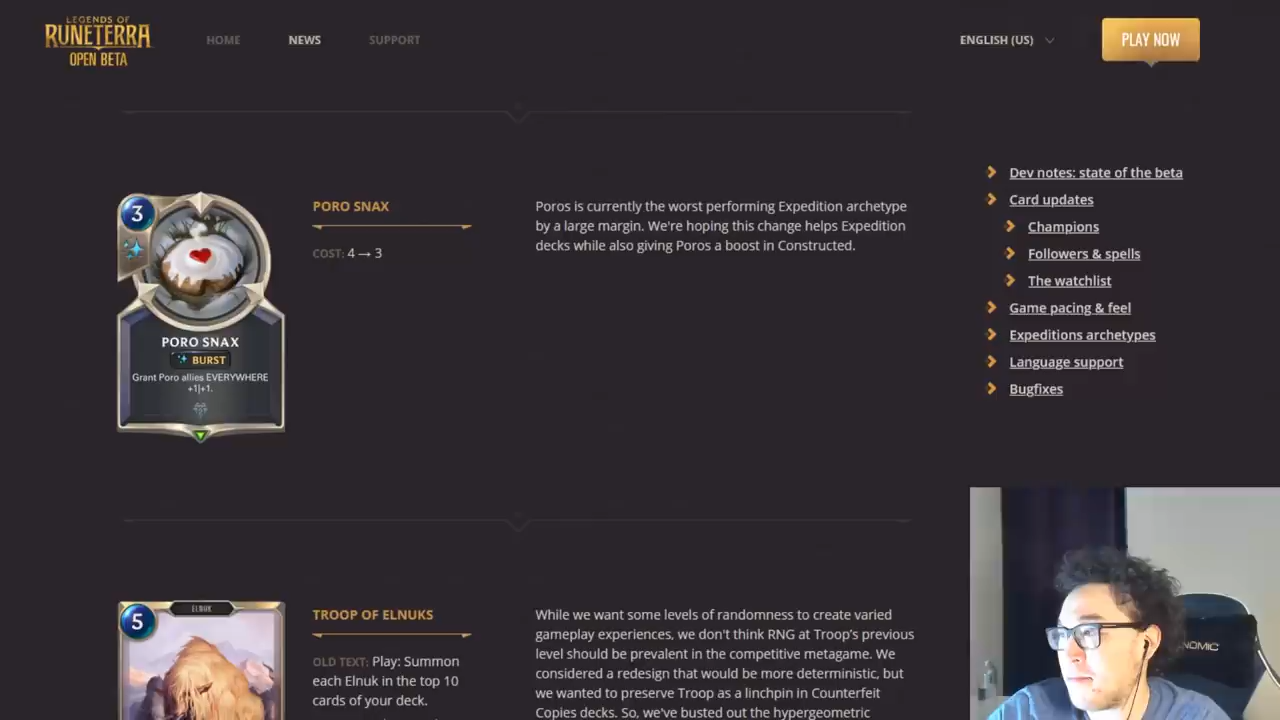 LEGENDS OF
RUNETERRA
OPEN BETA
HOME
NEWS
SUPPORT
ENGLISH (US)
PLAY NOW
3
PORO SNAX
BURST
Grant Poro allies EVERYWHERE
+1|+1.
PORO SNAX
COST: 4 → 3
Poros is currently the worst performing Expedition archetype
by a large margin. We're hoping this change helps Expedition
decks while also giving Poros a boost in Constructed.
Dev notes: state of the beta
Card updates
Champions
Followers & spells
The watchlist
Game pacing & feel
Expeditions archetypes
Language support
Bugfixes
5
ELNUK
TROOP OF ELNUKS
OLD TEXT: Play: Summon
each Elnuk in the top 10
cards of your deck.
While we want some levels of randomness to create varied
gameplay experiences, we don't think RNG at Troop's previous
level should be prevalent in the competitive metagame. We
considered a redesign that would be more deterministic, but
we wanted to preserve Troop as a linchpin in Counterfeit
Copies decks. So, we've busted out the hypergeometric
NOMIC